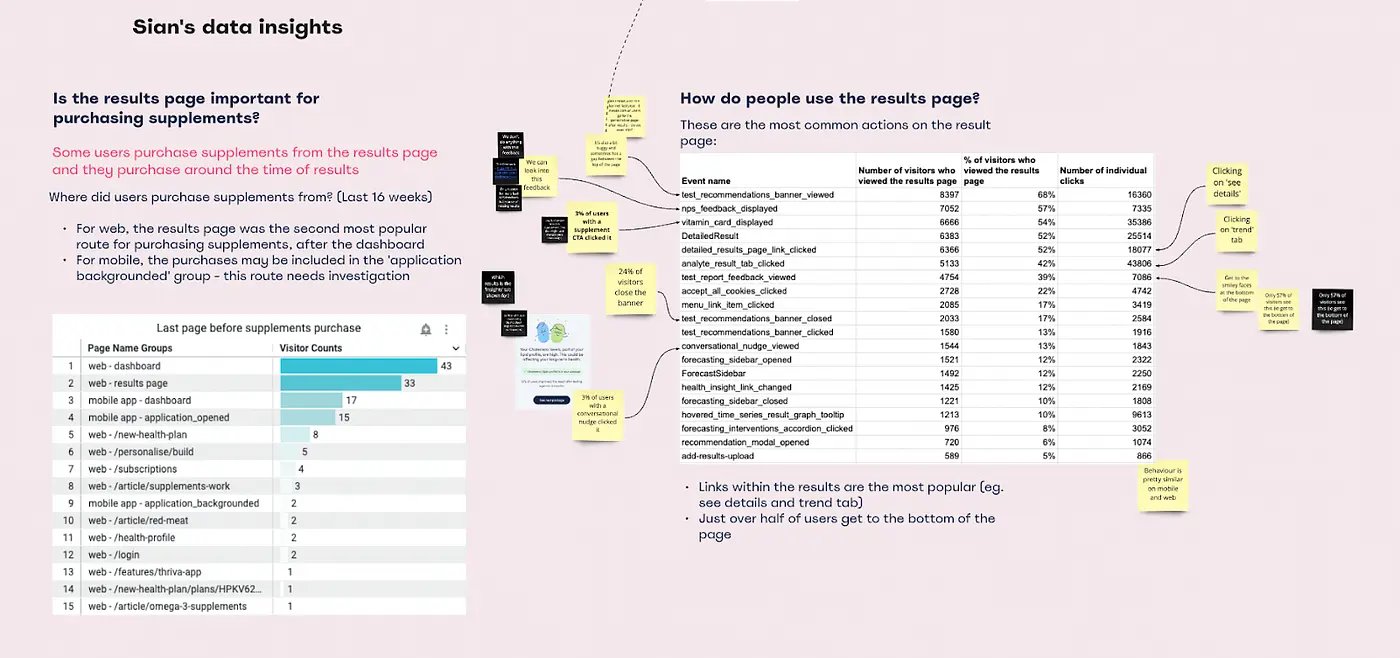 Sian's data insights
Is the results page important for
purchasing supplements?
Some users purchase supplements from the results page
and they purchase around the time of results
Where did users purchase supplements from? (Last 16 weeks)
• For web, the results page was the second most popular
route for purchasing supplements, after the dashboard
• For mobile, the purchases may be included in the 'application
backgrounded' group - this route needs investigation
Last page before supplements purchase
Page Name Groups Visitor Counts
1 web - dashboard 43
2 web - results page 33
3 mobile app - dashboard 17
4 mobile app - application_opened 15
5 web - /new-health-plan 8
6 web - /personalise/build 5
7 web - /subscriptions 4
8 web - /article/supplements-work 3
9 mobile app - application_backgrounded 2
10 web - /article/red-meat 2
11 web - /health-profile 2
12 web - /login 2
13 web - /features/thriva-app 1
14 web - /new-health-plan/plans/HPKV62... 1
15 web - /article/omega-3-supplements 1
We don't
do anything
with this
feedback
We can
look into
this
feedback
3% of users
with a
supplement
CTA clicked it
24% of
visitors
close the
banner
3% of users
with a
conversational
nudge clicked
it
How do people use the results page?
These are the most common actions on the result
page:
Event name Number of visitors who viewed the results page % of visitors who viewed the results page Number of individual clicks
test_recommendations_banner_viewed 8397 68% 16360
nps_feedback_displayed 7052 57% 7335
vitamin_card_displayed 6666 54% 35386
DetailedResult 6383 52% 25514
detailed_results_page_link_clicked 6366 52% 18077
analyte_result_tab_clicked 5133 42% 43806
test_report_feedback_viewed 4754 39% 7086
accept_all_cookies_clicked 2728 22% 4742
menu_link_item_clicked 2085 17% 3419
test_recommendations_banner_closed 2033 17% 2584
test_recommendations_banner_clicked 1580 13% 1916
conversational_nudge_viewed 1544 13% 1843
forecasting_sidebar_opened 1521 12% 2322
ForecastSidebar 1492 12% 2250
health_insight_link_changed 1425 12% 2169
forecasting_sidebar_closed 1221 10% 1808
hovered_time_series_result_graph_tooltip 1213 10% 9613
forecasting_interventions_accordion_clicked 976 8% 3052
recommendation_modal_opened 720 6% 1074
add-results-upload 589 5% 866
• Links within the results are the most popular (eg.
see details and trend tab)
• Just over half of users get to the bottom of the
page
Clicking
on 'see
details'
Clicking
on 'trend'
tab
Get to the
smiley faces
at the bottom
of the page
Only 57% of
visitors see
this (ie get to
the bottom of
the page)
Only 57% of
visitors see
this (ie get to
the bottom of
the page)
Behaviour is
pretty similar
on mobile
and web